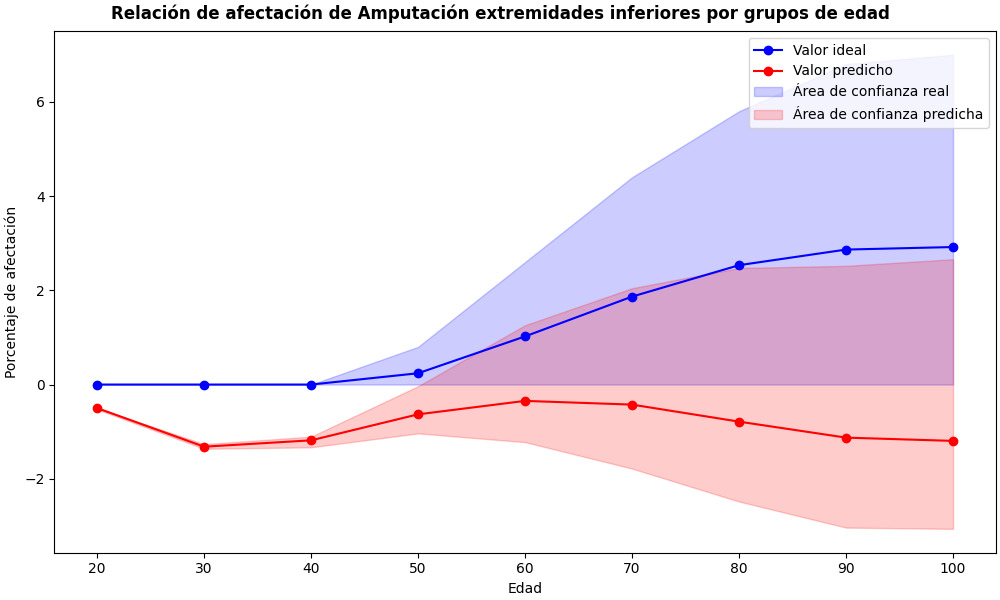 Relación de afectación de Amputación extremidades inferiores por grupos de edad
Valor ideal
Valor predicho
Área de confianza real
Área de confianza predicha
Porcentaje de afectación
6
4
2
0
−2
20 30 40 50 60 70 80 90 100
Edad